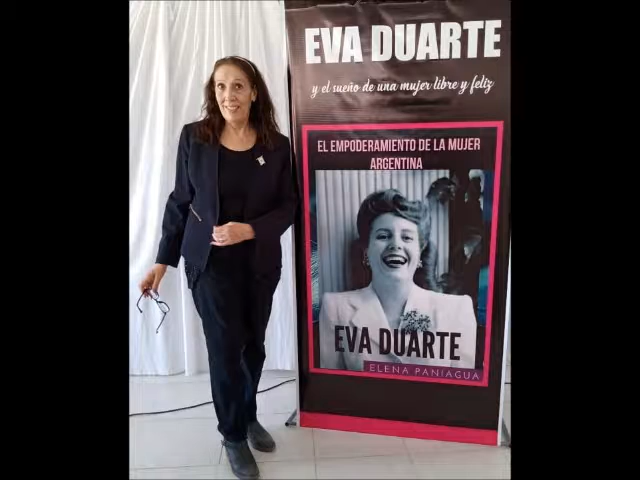 EVA DUARTE
y el sueño de una mujer libre y feliz
EL EMPODERAMIENTO DE LA MUJER
ARGENTINA
EVA DUARTE
ELENA PANIAGUA